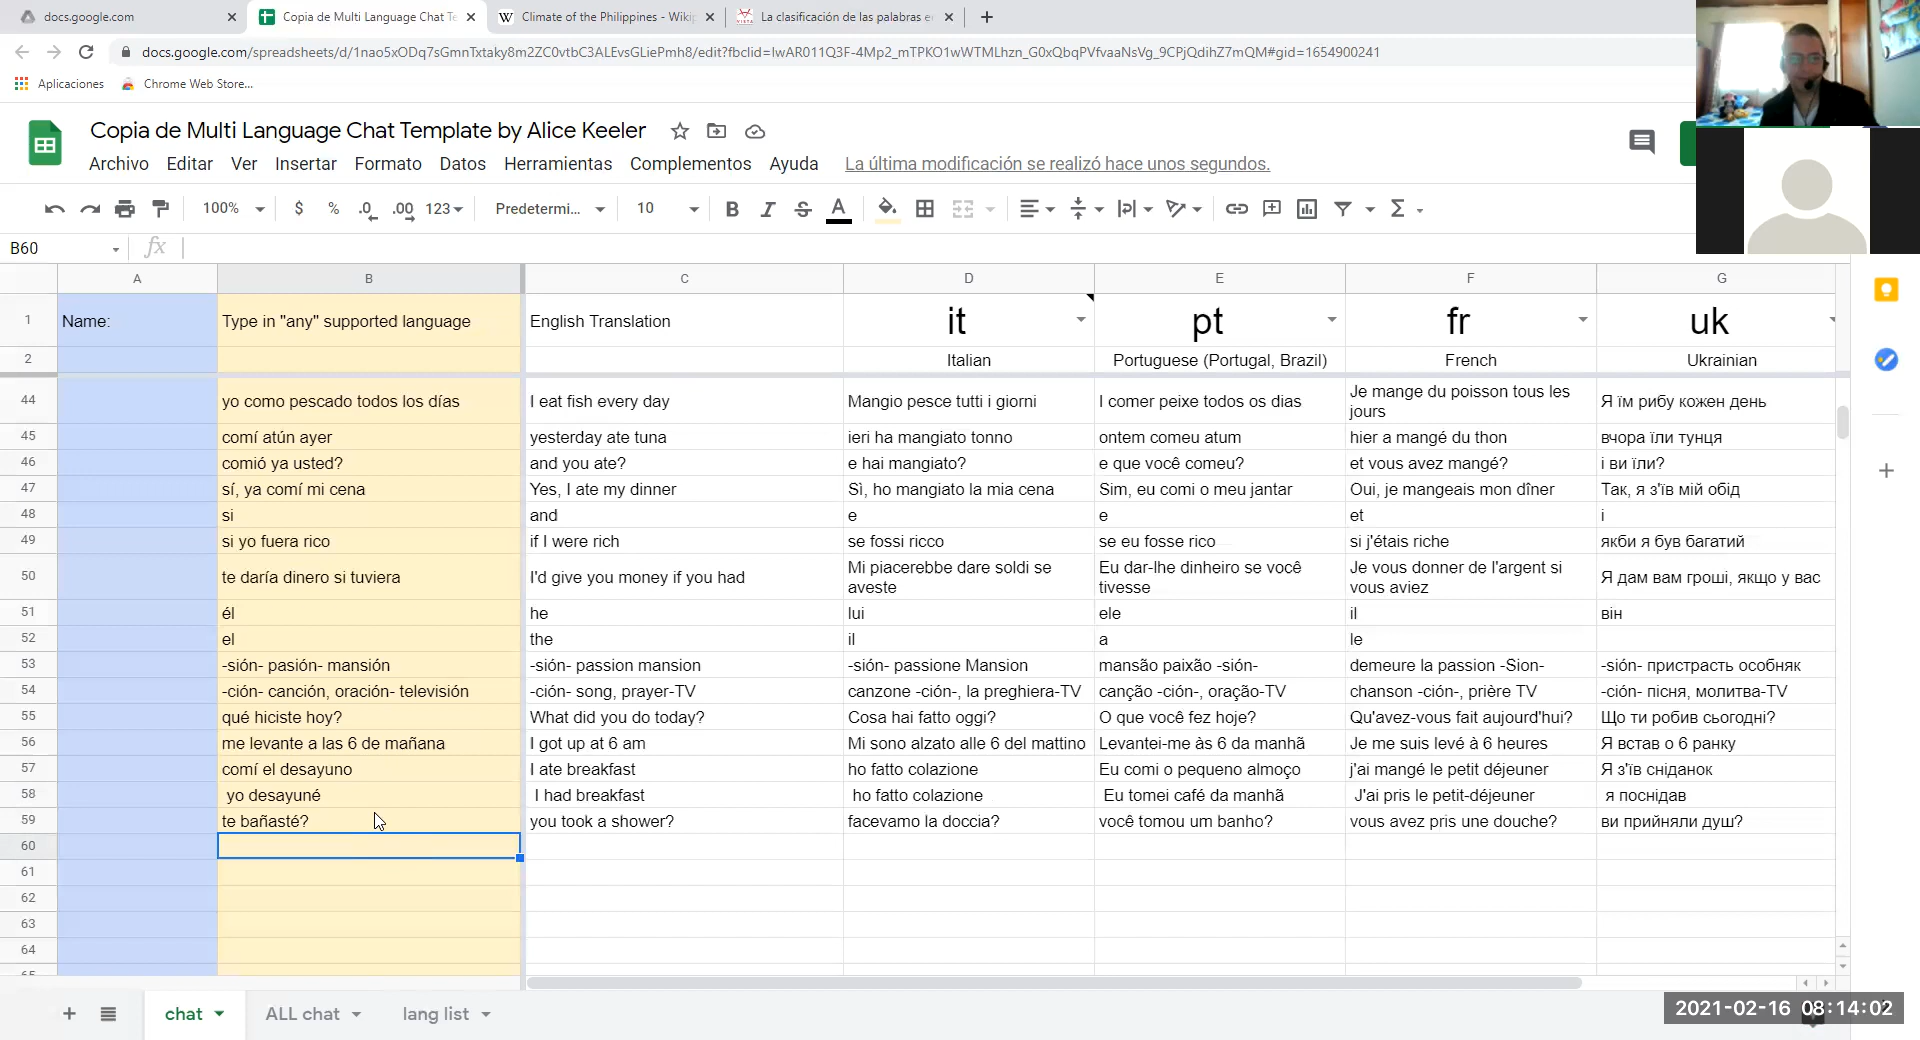 docs.google.com
Copia de Multi Language Chat Te
Climate of the Philippines - Wikip
La clasificación de las palabras en
docs.google.com/spreadsheets/d/1nao5xODq7sGmnTxtaky8m2ZC0vtbC3ALEvsGLiePmh8/edit?fbclid=IwAR011Q3F-4Mp2_mTPKO1wWTMLhzn_G0xQbqPVfvaaNsVg_9CPjQdihZ7mQM#gid=1654900241
Aplicaciones Chrome Web Store...
Copia de Multi Language Chat Template by Alice Keeler
Archivo Editar Ver Insertar Formato Datos Herramientas Complementos Ayuda La última modificación se realizó hace unos segundos.
100% $ % .0 .00 123 Predetermi... 10 B I S A Σ
B60 fx
A B C D E F G
1 Name: Type in "any" supported language English Translation it pt fr uk
2 Italian Portuguese (Portugal, Brazil) French Ukrainian
44 yo como pescado todos los días I eat fish every day Mangio pesce tutti i giorni I comer peixe todos os dias Je mange du poisson tous les jours Я їм рибу кожен день
45 comí atún ayer yesterday ate tuna ieri ha mangiato tonno ontem comeu atum hier a mangé du thon вчора їли тунця
46 comió ya usted? and you ate? e hai mangiato? e que você comeu? et vous avez mangé? і ви їли?
47 sí, ya comí mi cena Yes, I ate my dinner Sì, ho mangiato la mia cena Sim, eu comi o meu jantar Oui, je mangeais mon dîner Так, я з'їв мій обід
48 si and e e et і
49 si yo fuera rico if I were rich se fossi ricco se eu fosse rico si j'étais riche якби я був багатий
50 te daría dinero si tuviera I'd give you money if you had Mi piacerebbe dare soldi se aveste Eu dar-lhe dinheiro se você tivesse Je vous donner de l'argent si vous aviez Я дам вам гроші, якщо у вас
51 él he lui ele il він
52 el the il a le
53 -sión- pasión- mansión -sión- passion mansion -sión- passione Mansion mansão paixão -sión- demeure la passion -Sion- -sión- пристрасть особняк
54 -ción- canción, oración- televisión -ción- song, prayer-TV canzone -ción-, la preghiera-TV canção -ción-, oração-TV chanson -ción-, prière TV -ción- пісня, молитва-TV
55 qué hiciste hoy? What did you do today? Cosa hai fatto oggi? O que você fez hoje? Qu'avez-vous fait aujourd'hui? Що ти робив сьогодні?
56 me levante a las 6 de mañana I got up at 6 am Mi sono alzato alle 6 del mattino Levantei-me às 6 da manhã Je me suis levé à 6 heures Я встав о 6 ранку
57 comí el desayuno I ate breakfast ho fatto colazione Eu comi o pequeno almoço j'ai mangé le petit déjeuner Я з'їв сніданок
58 yo desayuné I had breakfast ho fatto colazione Eu tomei café da manhã J'ai pris le petit-déjeuner я поснідав
59 te bañasté? you took a shower? facevamo la doccia? você tomou um banho? vous avez pris une douche? ви прийняли душ?
60
61
62
63
64
65
chat ALL chat lang list
2021-02-16 08:14:02